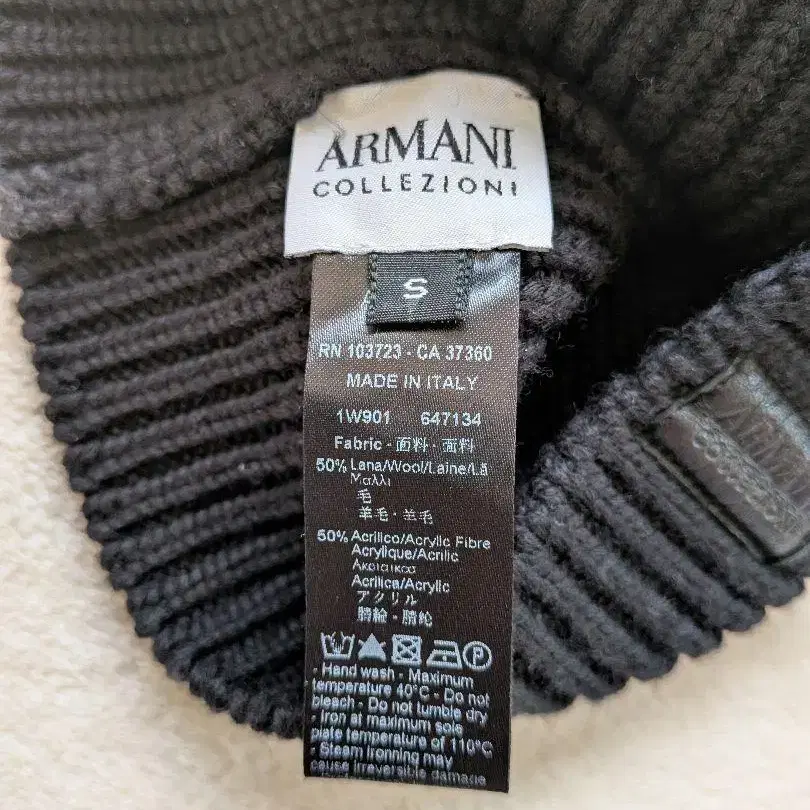 ARMANI
COLLEZIONI
S
RN 103723 - CA 37360
MADE IN ITALY
1W901 647134
Fabric - 面料 · 面料
50% Lana/Wool/Laine/Lã
Μαλλι
毛
羊毛 · 羊毛
50% Acrilico/Acrylic Fibre
Acrylique/Acrilic
Acrilica/Acrylic
アクリル
腈綸 · 腈纶
P
- Hand wash - Maximum
temperature 40°C - Do not
bleach - Do not tumble dry
- Iron at maximum sole
plate temperature of 110°C
- Steam ironning may
cause irreversible damage